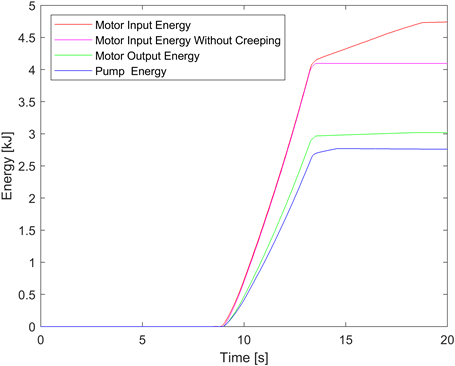 5
4.5
4
3.5
3
2.5
2
1.5
1
0.5
0
Energy [kJ]
Motor Input Energy
Motor Input Energy Without Creeping
Motor Output Energy
Pump Energy
0 5 10 15 20
Time [s]